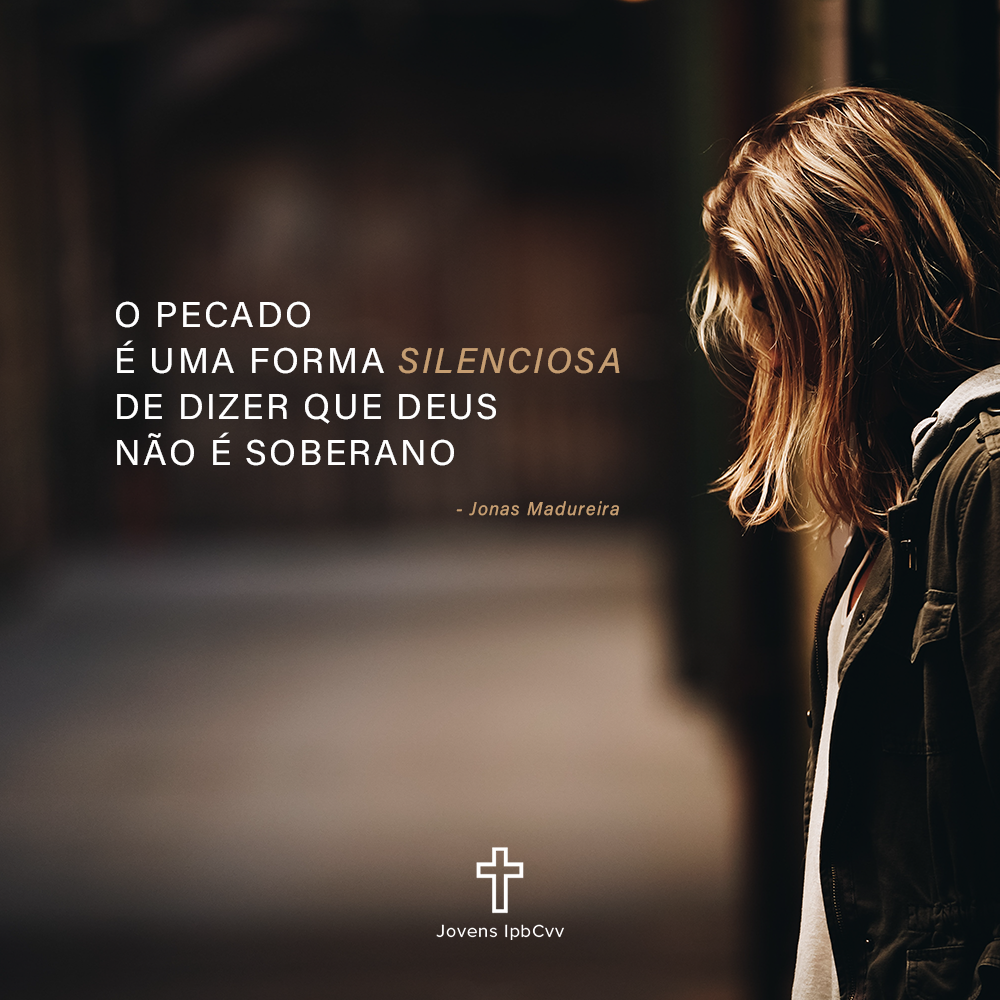 O PECADO
É UMA FORMA SILENCIOSA
DE DIZER QUE DEUS
NÃO É SOBERANO
- Jonas Madureira
Jovens IpbCvv